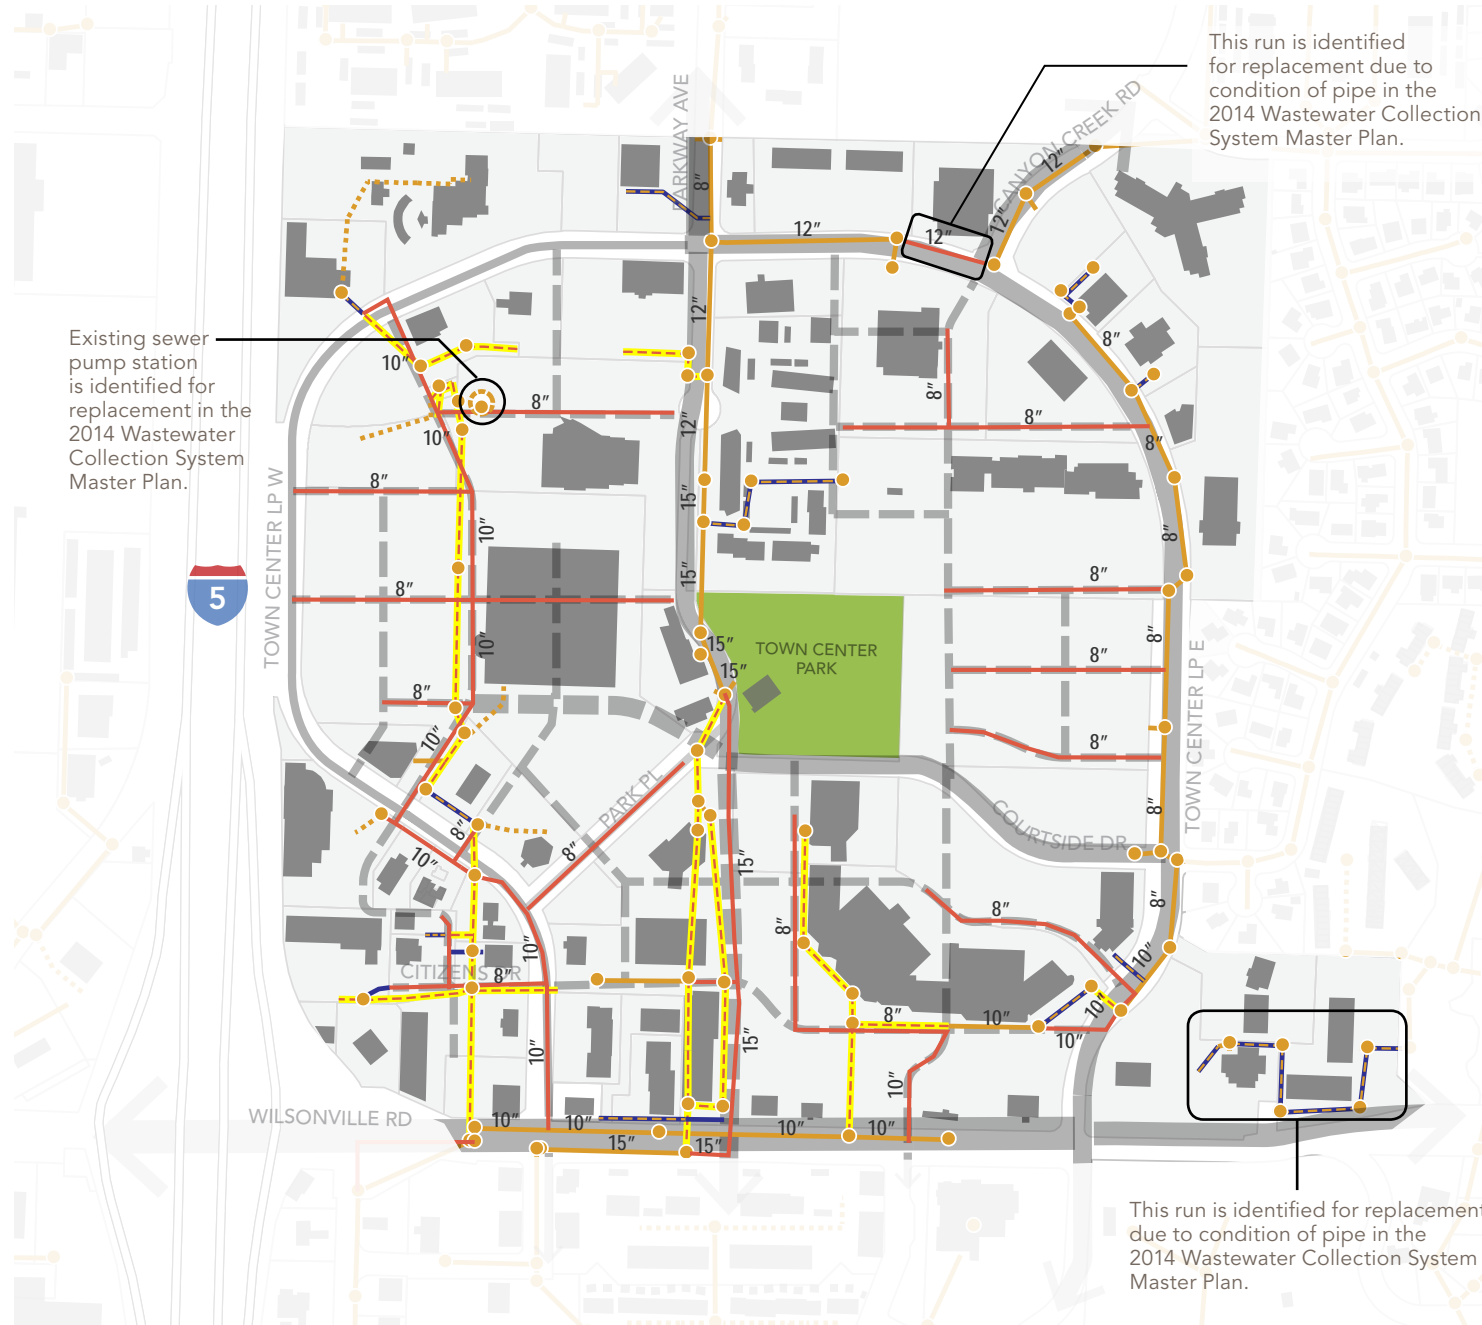 This run is identified
for replacement due to
condition of pipe in the
2014 Wastewater Collection
System Master Plan.
PARKWAY AVE
CANYON CREEK RD
12"
8"
12"
12"
12"
12"
Existing sewer
pump station
is identified for
replacement in the
2014 Wastewater
Collection System
Master Plan.
8"
10"
8"
8"
8"
10"
12"
8"
8"
15"
10"
8"
TOWN CENTER LP W
5
8"
15"
8"
10"
15"
15"
TOWN CENTER
PARK
8"
8"
TOWN CENTER LP E
8"
10"
8"
PARK PL
COURTSIDE DR
8"
8"
10"
8"
15"
8"
8"
8"
10"
10"
CITIZENS DR
8"
10"
8"
10"
10"
10"
15"
10"
WILSONVILLE RD
10"
10"
15"
15"
10"
10"
This run is identified for replacement
due to condition of pipe in the
2014 Wastewater Collection System
Master Plan.